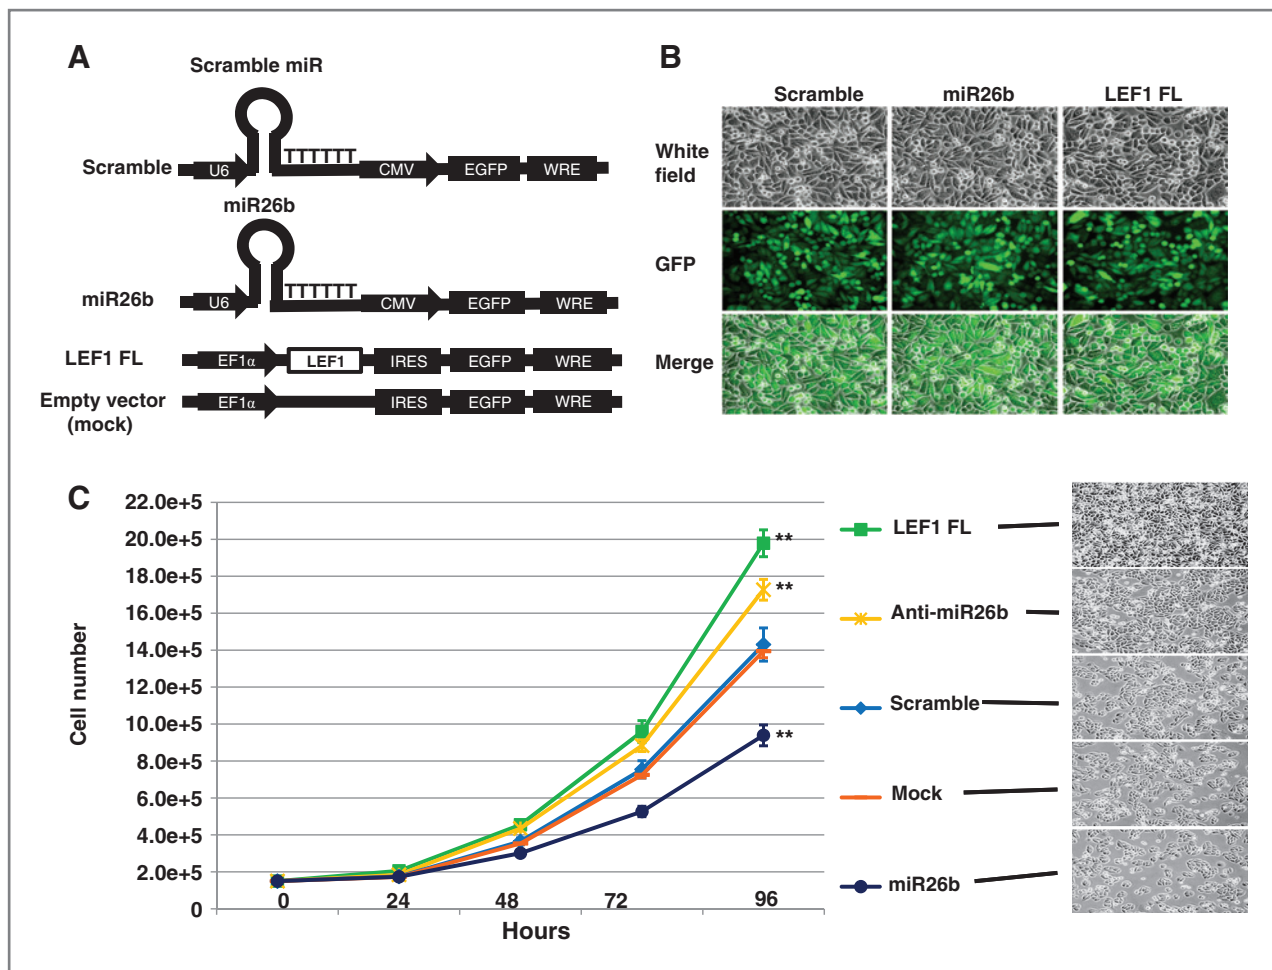 A
Scramble miR
TTTTTT
Scramble
U6
CMV
EGFP
WRE
miR26b
TTTTTT
miR26b
U6
CMV
EGFP
WRE
LEF1 FL
EF1α
LEF1
IRES
EGFP
WRE
Empty vector
(mock)
EF1α
IRES
EGFP
WRE
B
Scramble
miR26b
LEF1 FL
White
field
GFP
Merge
C
Cell number
22.0e+5
20.0e+5
18.0e+5
16.0e+5
14.0e+5
12.0e+5
10.0e+5
8.0e+5
6.0e+5
4.0e+5
2.0e+5
0
0
24
48
72
96
Hours
**
**
**
LEF1 FL
Anti-miR26b
Scramble
Mock
miR26b